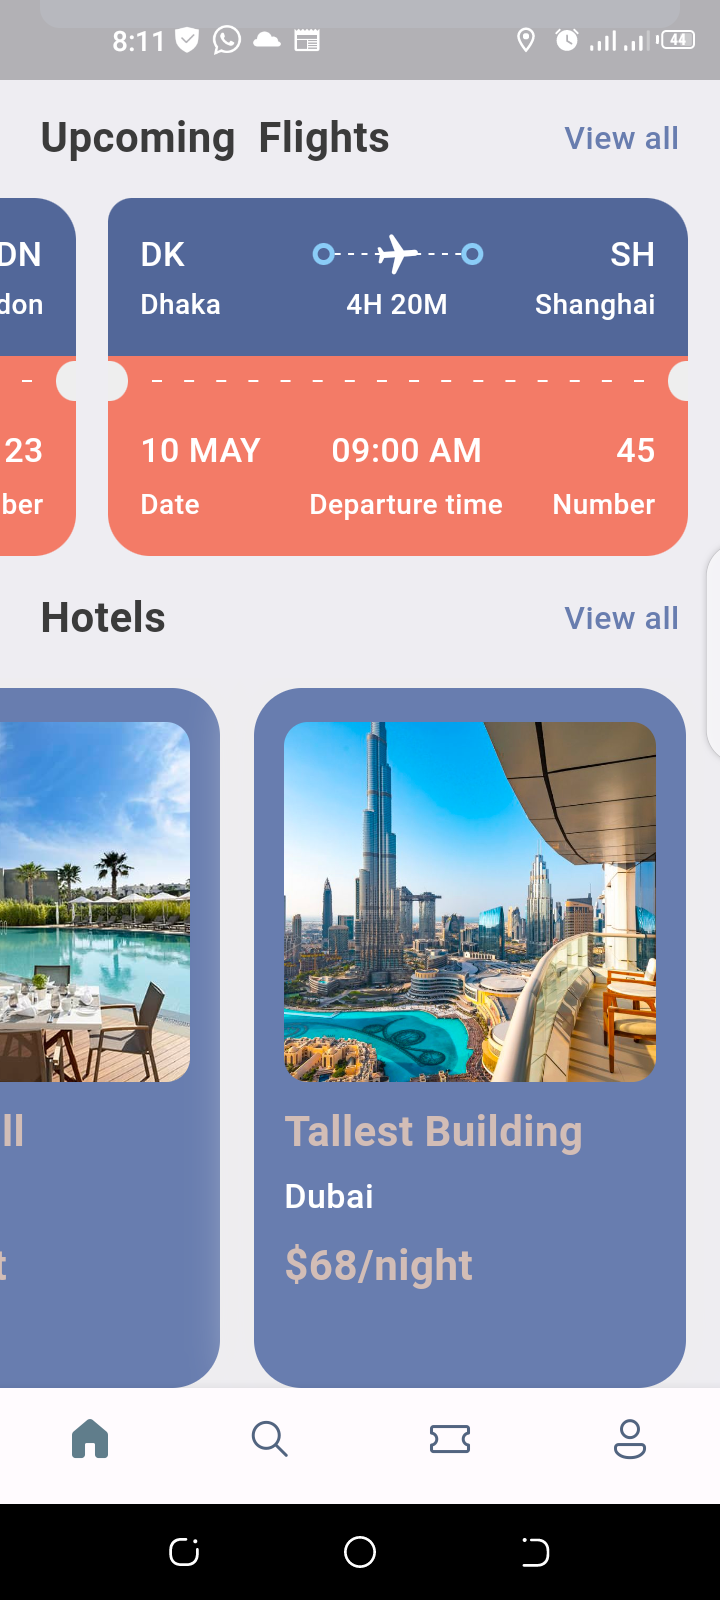 8:11
44
Upcoming Flights View all
DN DK SH
don Dhaka 4H 20M Shanghai
23 10 MAY 09:00 AM 45
ber Date Departure time Number
Hotels View all
ll Tallest Building
Dubai
t $68/night